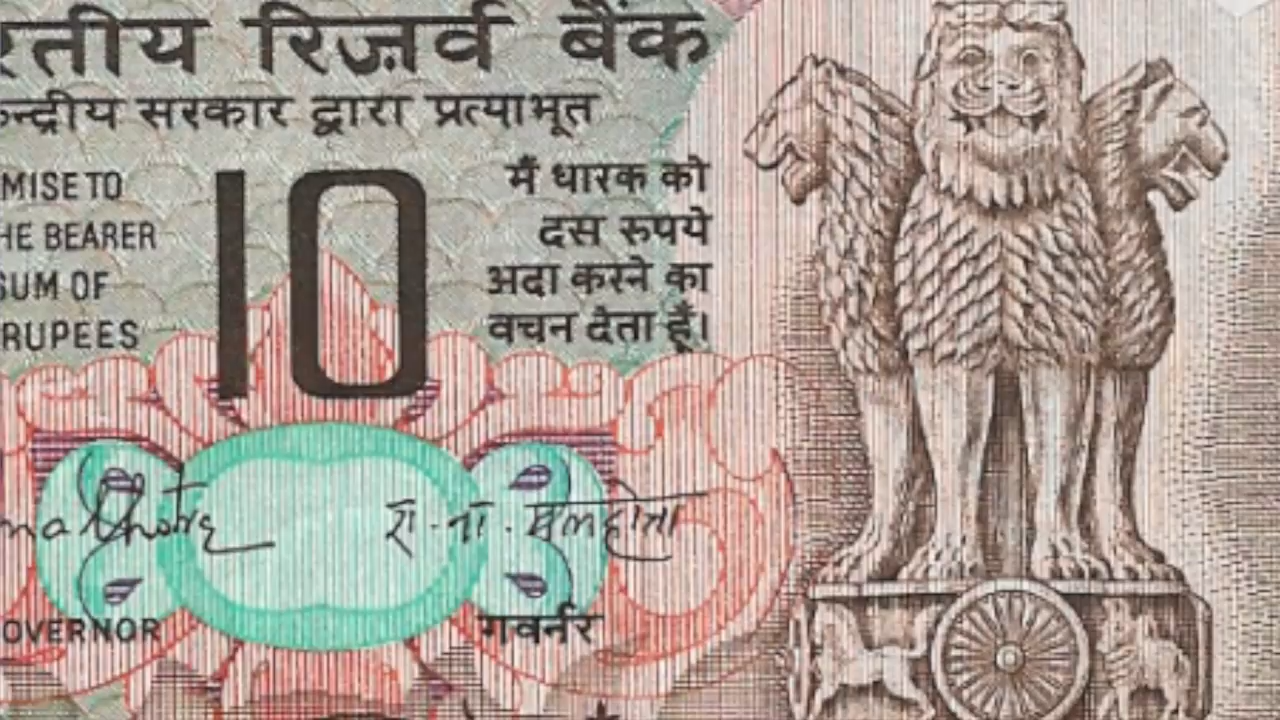 रतीय रिज़र्व बैंक
न्द्रीय सरकार द्वारा प्रत्याभूत
MISE TO
HE BEARER
SUM OF
RUPEES
10
मैं धारक को
दस रुपये
अदा करने का
वचन देता हूँ।
रा. ना. मल्होत्रा
OVERNOR
गवर्नर